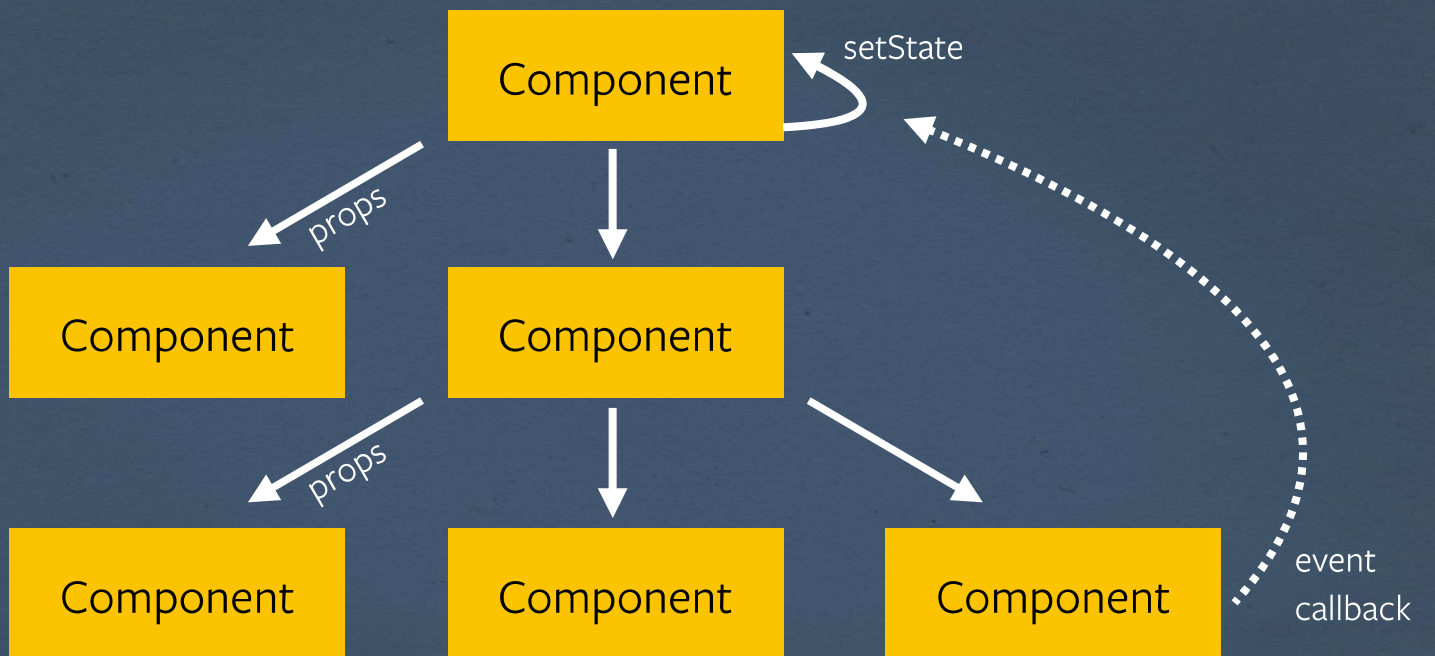 Component
setState
props
Component
Component
props
Component
Component
Component
event
callback